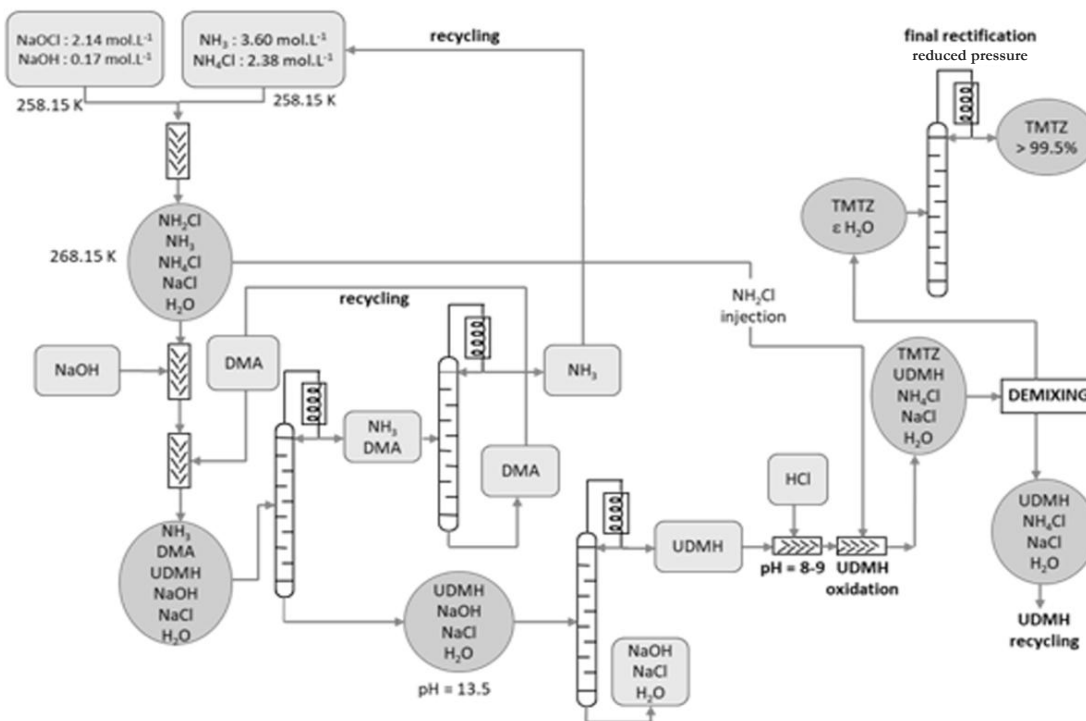 NaOCl : 2.14 mol.L⁻¹
NaOH : 0.17 mol.L⁻¹
NH₃ : 3.60 mol.L⁻¹
NH₄Cl : 2.38 mol.L⁻¹
recycling
final rectification
reduced pressure
258.15 K
258.15 K
TMTZ
> 99.5%
NH₂Cl
NH₃
NH₄Cl
NaCl
H₂O
268.15 K
TMTZ
ε H₂O
recycling
NH₂Cl
injection
NaOH
DMA
NH₃
TMTZ
UDMH
NH₄Cl
NaCl
H₂O
DEMIXING
NH₃
DMA
DMA
HCl
UDMH
NH₄Cl
NaCl
H₂O
NH₃
DMA
UDMH
NaOH
NaCl
H₂O
UDMH
pH = 8-9
UDMH
oxidation
UDMH
NaOH
NaCl
H₂O
pH = 13.5
NaOH
NaCl
H₂O
UDMH
recycling